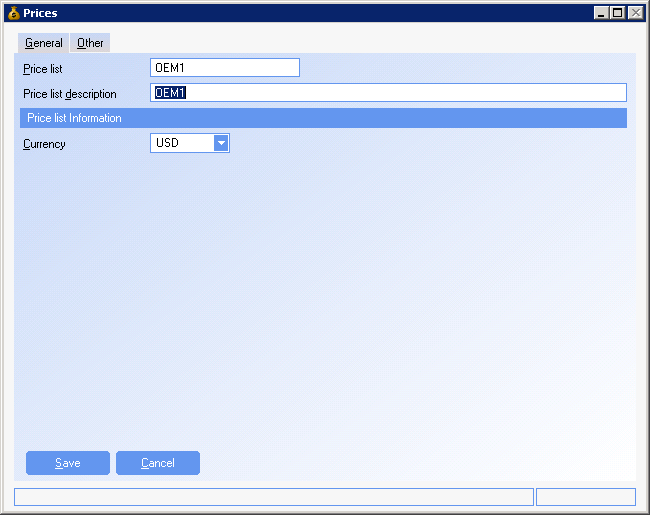 Prices
General Other
Price list OEM1
Price list description OEM1
Price list Information
Currency USD
Save Cancel